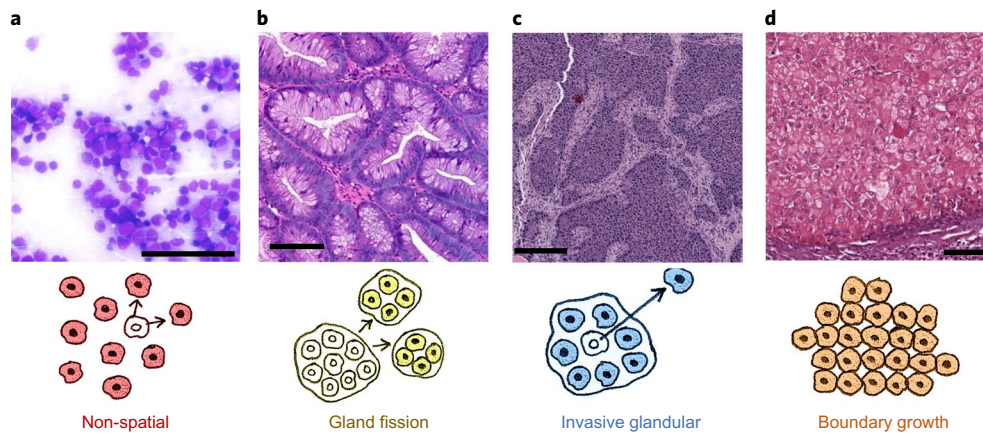 a
b
c
d
Non-spatial
Gland fission
Invasive glandular
Boundary growth